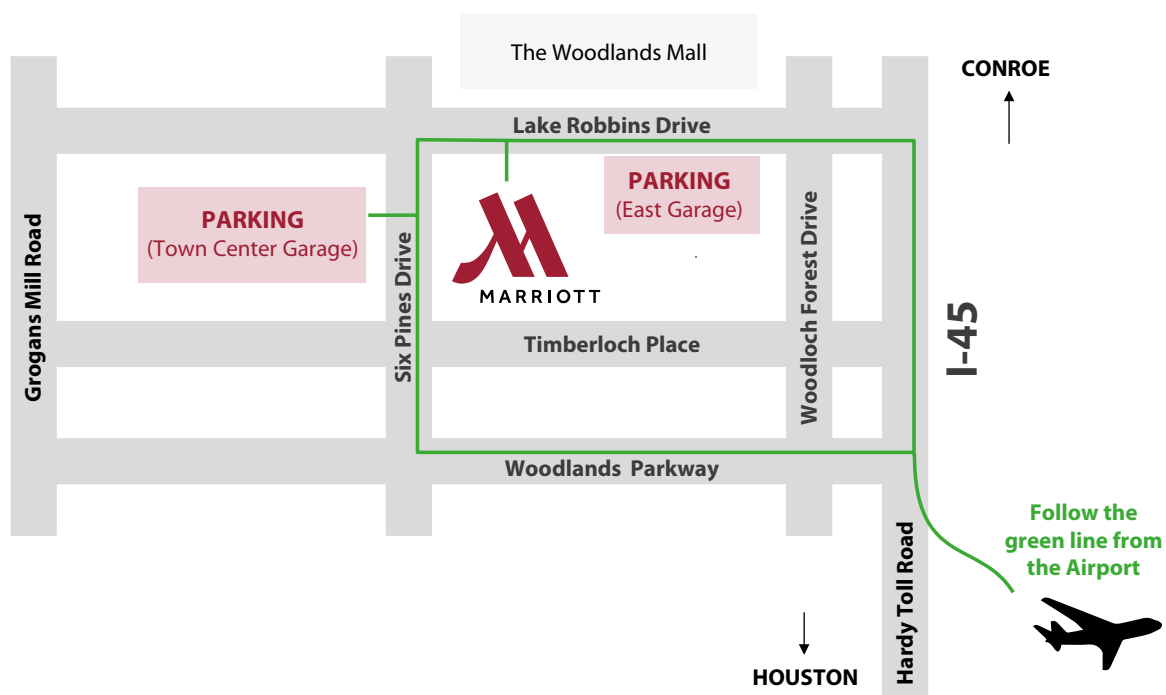 The Woodlands Mall
CONROE
Lake Robbins Drive
PARKING
(East Garage)
PARKING
(Town Center Garage)
Grogans Mill Road
Six Pines Drive
MARRIOTT
Woodloch Forest Drive
I-45
Timberloch Place
Woodlands Parkway
Follow the
green line from
the Airport
Hardy Toll Road
HOUSTON